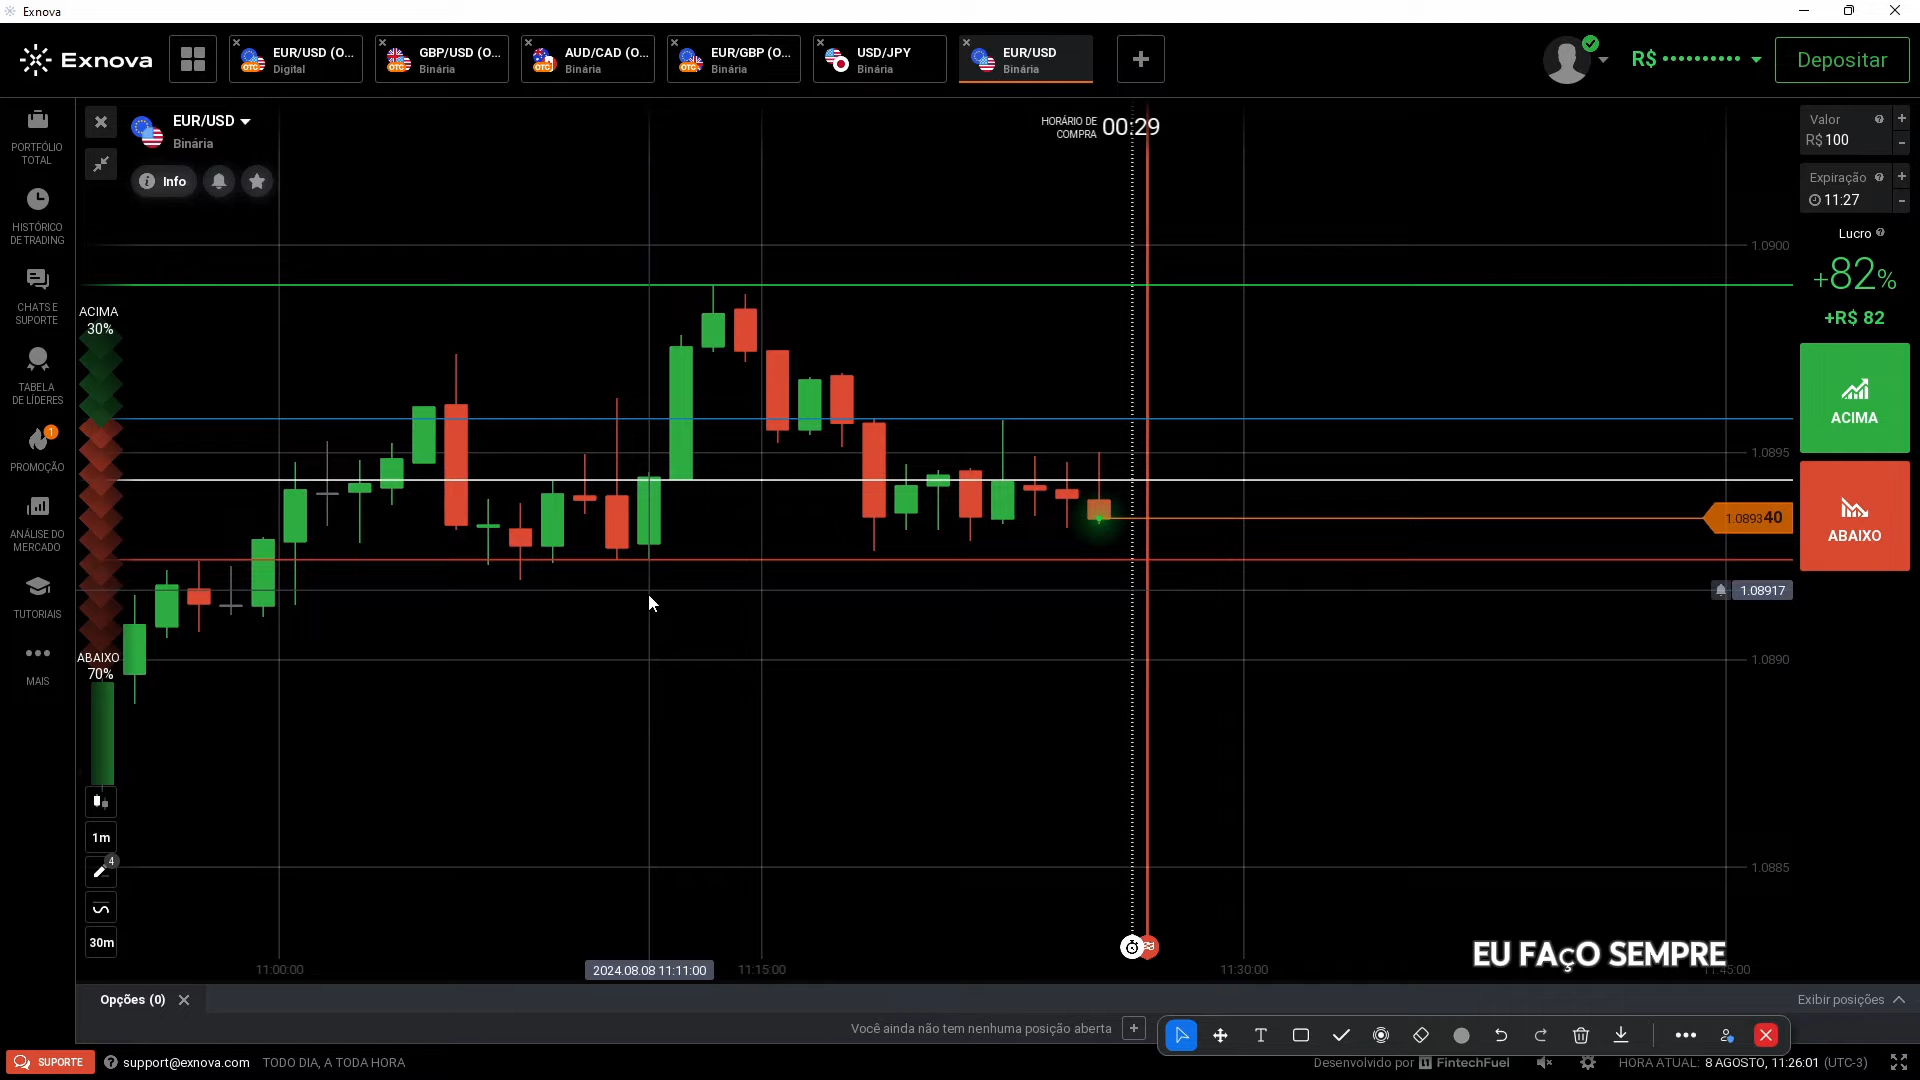 Exnova
Exnova
EUR/USD (O...
Digital
GBP/USD (O...
Binária
AUD/CAD (O...
Binária
EUR/GBP (O...
Binária
USD/JPY
Binária
EUR/USD
Binária
R$ ••••••••••
Depositar
PORTFÓLIO
TOTAL
HISTÓRICO
DE TRADING
CHATS E
SUPORTE
TABELA
DE LÍDERES
1
PROMOÇÃO
ANÁLISE DO
MERCADO
TUTORIAIS
MAIS
EUR/USD
Binária
Info
HORÁRIO DE
COMPRA
00:29
ACIMA
30%
ABAIXO
70%
1m
4
30m
1.0900
1.0895
1.089340
1.08917
1.0890
1.0885
11:00:00
2024.08.08 11:11:00
11:15:00
11:30:00
11:45:00
EU FAçO SEMPRE
Valor
R$ 100
Expiração
11:27
Lucro
+82%
+R$ 82
ACIMA
ABAIXO
Opções (0)
Exibir posições
Você ainda não tem nenhuma posição aberta
SUPORTE
support@exnova.com
TODO DIA, A TODA HORA
Desenvolvido por FintechFuel
HORA ATUAL: 8 AGOSTO, 11:26:01 (UTC-3)